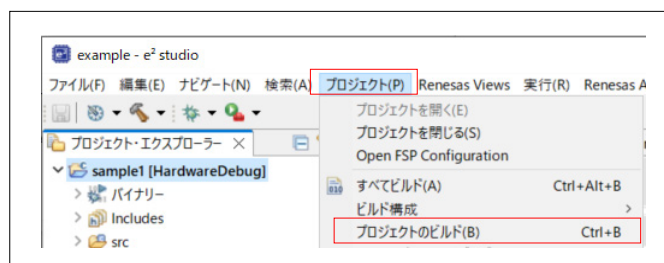 example - e² studio
ファイル(F) 編集(E) ナビゲート(N) 検索(A) プロジェクト(P) Renesas Views 実行(R) Renesas A
プロジェクトを開く(E)
プロジェクト・エクスプローラー
プロジェクトを閉じる(S)
Open FSP Configuration
sample1 [HardwareDebug]
すべてビルド(A) Ctrl+Alt+B
バイナリー
ビルド構成
Includes
プロジェクトのビルド(B) Ctrl+B
src